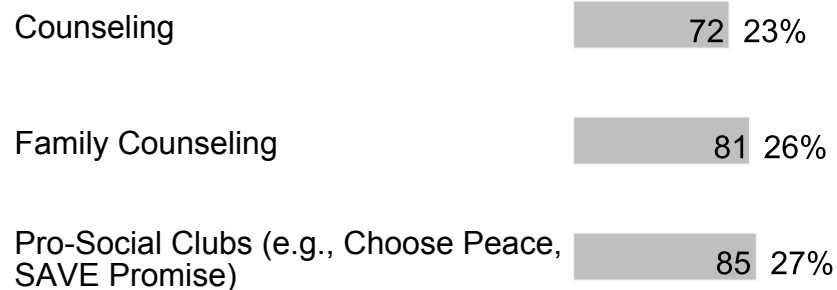 Counseling 72 23%
Family Counseling 81 26%
Pro-Social Clubs (e.g., Choose Peace,
SAVE Promise) 85 27%